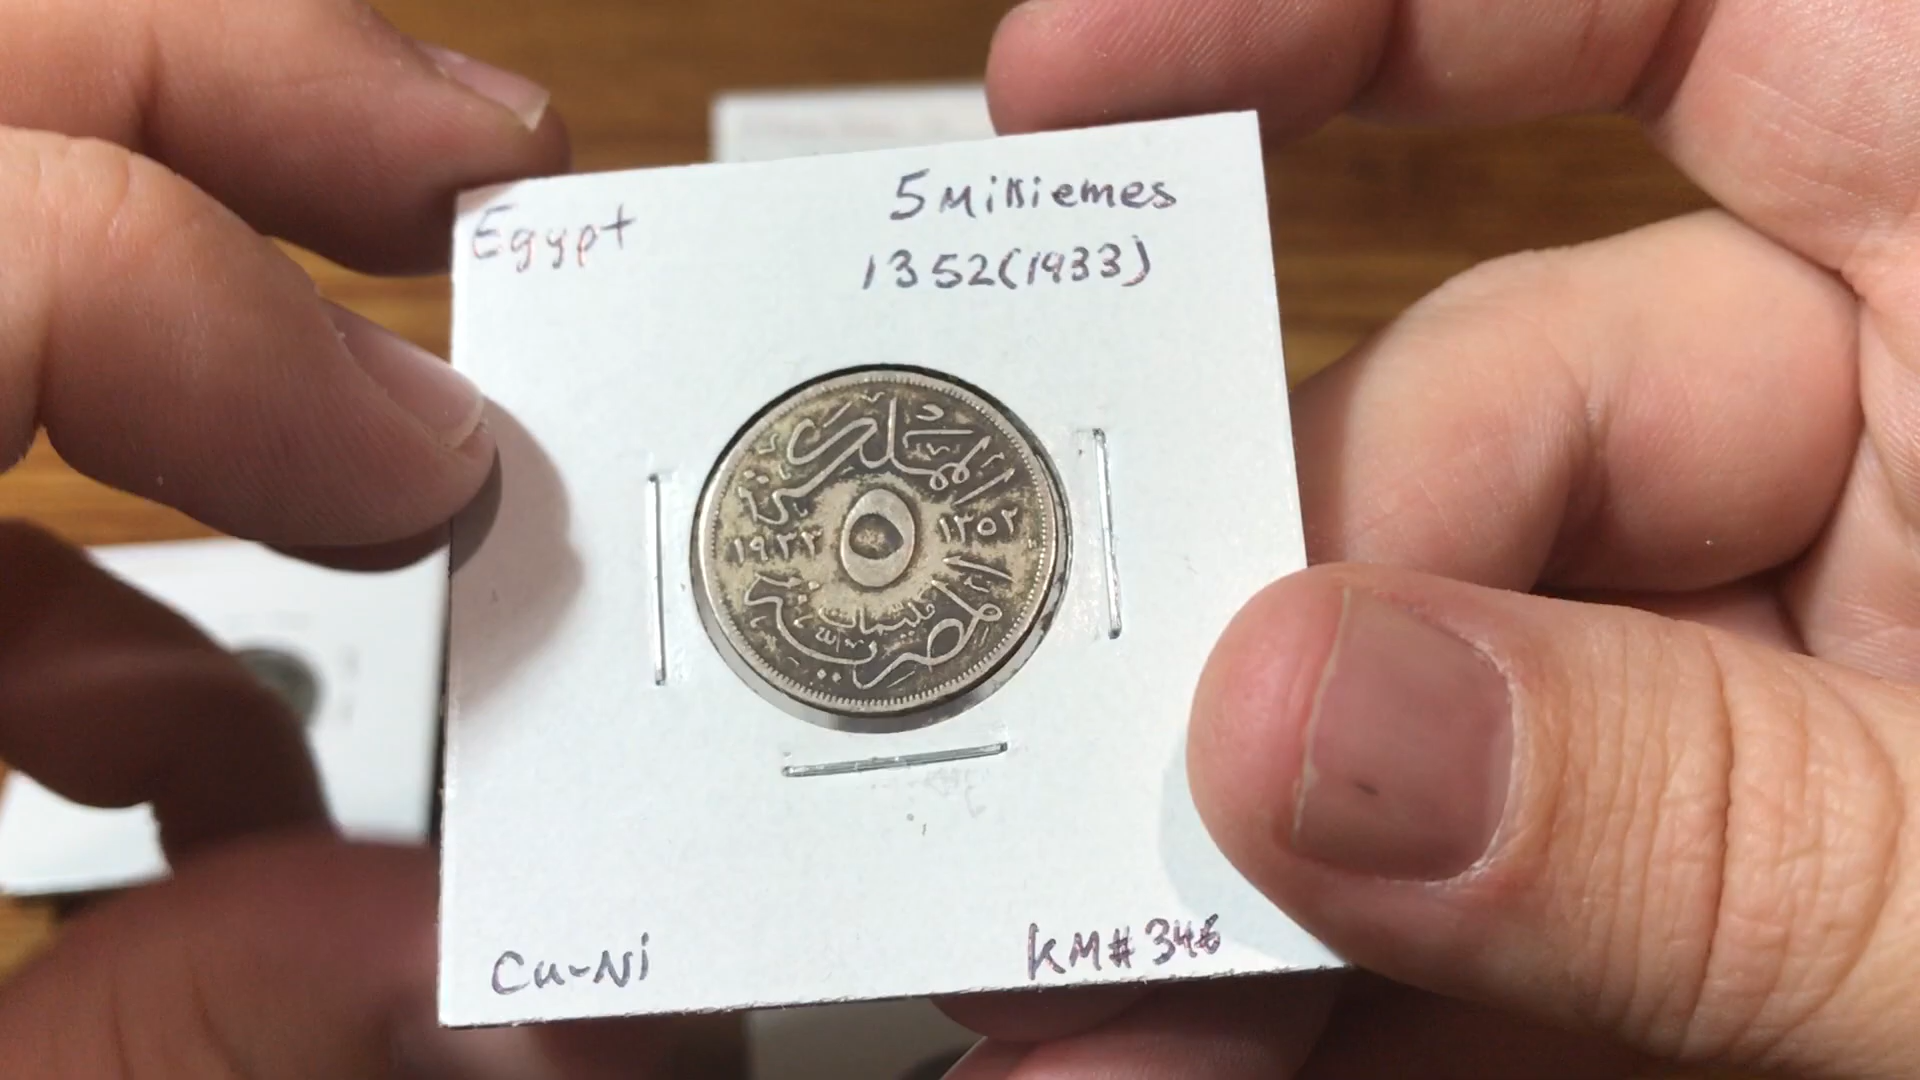 Egypt
5 Milliemes
1352(1933)
المملكة
١٩٣٣ ٥ ١٣٥٢
مليمات
المصرية
Cu-Ni
KM# 346